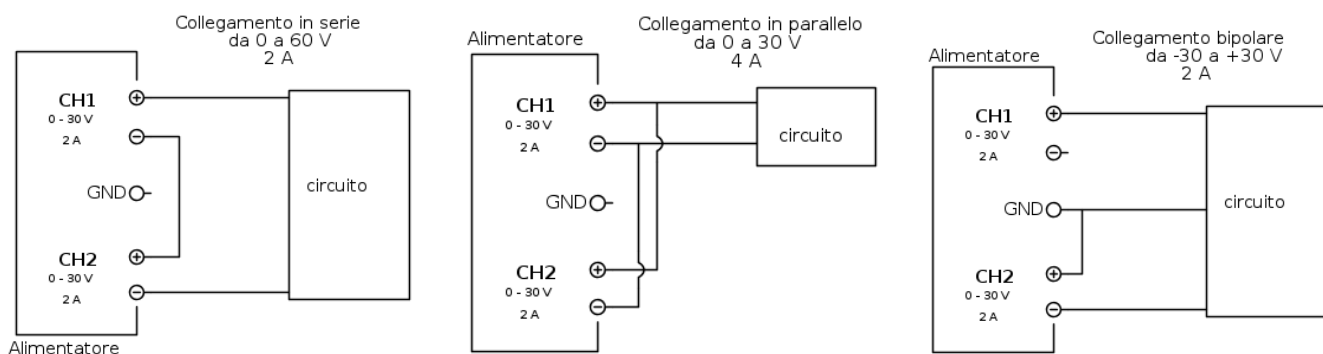 Collegamento in serie
da 0 a 60 V
2 A
Alimentatore
CH1
0 - 30 V
2 A
GND
CH2
0 - 30 V
2 A
circuito
Collegamento in parallelo
da 0 a 30 V
4 A
Alimentatore
CH1
0 - 30 V
2 A
GND
CH2
0 - 30 V
2 A
circuito
Collegamento bipolare
da -30 a +30 V
2 A
Alimentatore
CH1
0 - 30 V
2 A
GND
CH2
0 - 30 V
2 A
circuito